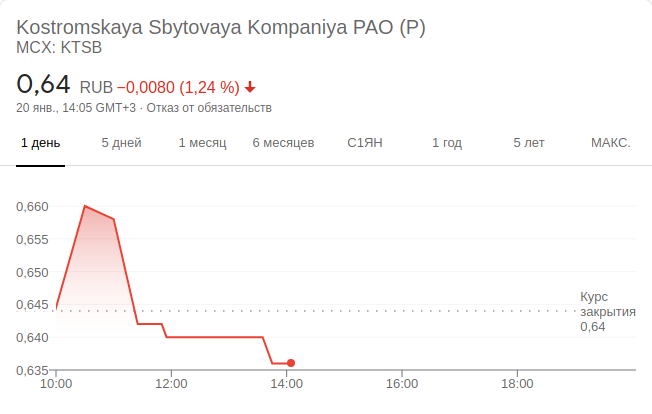 Kostromskaya Sbytovaya Kompaniya PAO (P)
MCX: KTSB
0,64 RUB −0,0080 (1,24 %)
20 янв., 14:05 GMT+3 · Отказ от обязательств
1 день 5 дней 1 месяц 6 месяцев С1ЯН 1 год 5 лет МАКС.
0,660
0,655
0,650
0,645
0,640
0,635
Курс
закрытия
0,64
10:00 12:00 14:00 16:00 18:00